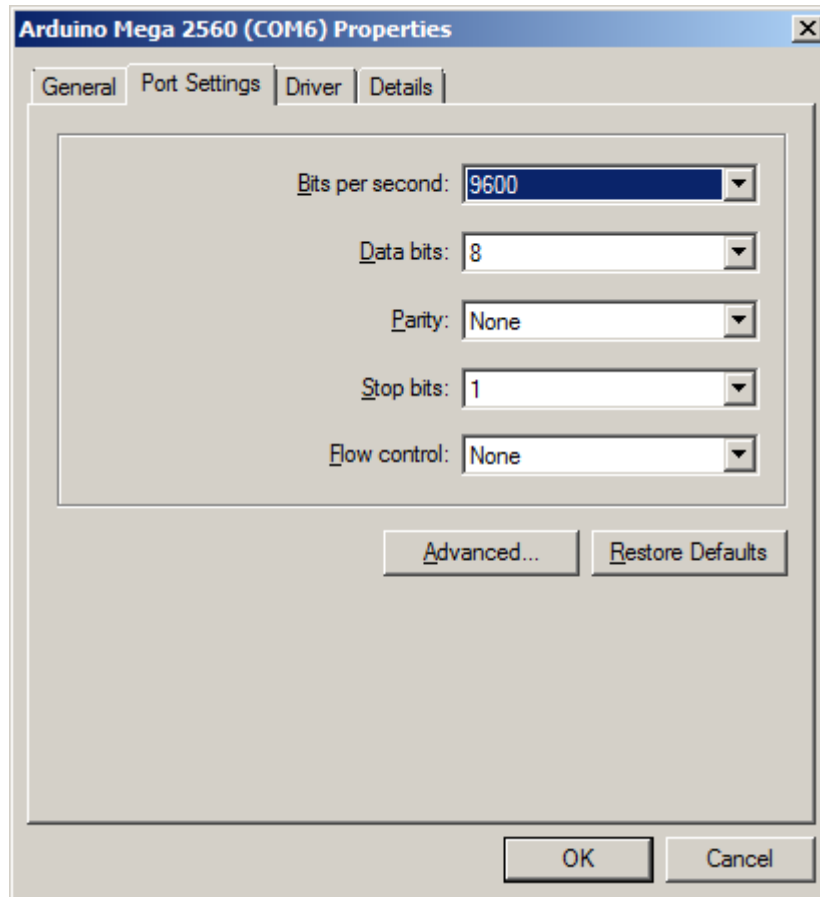 Arduino Mega 2560 (COM6) Properties
General Port Settings Driver Details
Bits per second: 9600
Data bits: 8
Parity: None
Stop bits: 1
Flow control: None
Advanced... Restore Defaults
OK Cancel